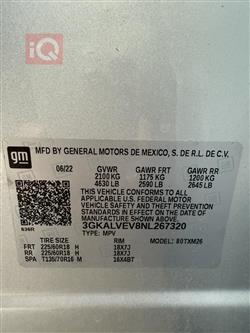 iQ
gm
MFD BY GENERAL MOTORS DE MEXICO, S. DE R.L. DE C.V.
06/22 GVWR GAWR FRT GAWR RR
2100 KG 1175 KG 1200 KG
4630 LB 2590 LB 2645 LB
THIS VEHICLE CONFORMS TO ALL
APPLICABLE U.S. FEDERAL MOTOR
VEHICLE SAFETY AND THEFT
PREVENTION STANDARDS IN EFFECT
ON THE DATE OF MANUFACTURE
SHOWN ABOVE.
3GKALVEV8NL267320
TYPE: MPV
TIRE SIZE RIM MODEL:
FRT 225/60R18 H 18X7J
RR 225/60R18 H 18X7J
SPA T135/70R16 M 16X4BT